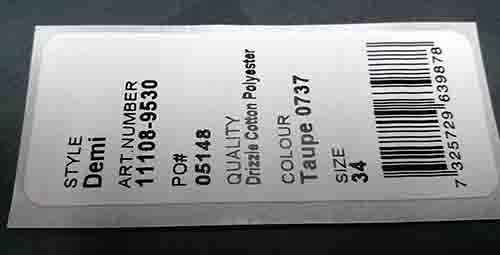 STYLE
Demi
ART.NUMBER
11108-9530
PO#
05148
QUALITY
Drizzle Cotton Polyester
COLOUR
Taupe 0737
SIZE
34
7 325729 639878